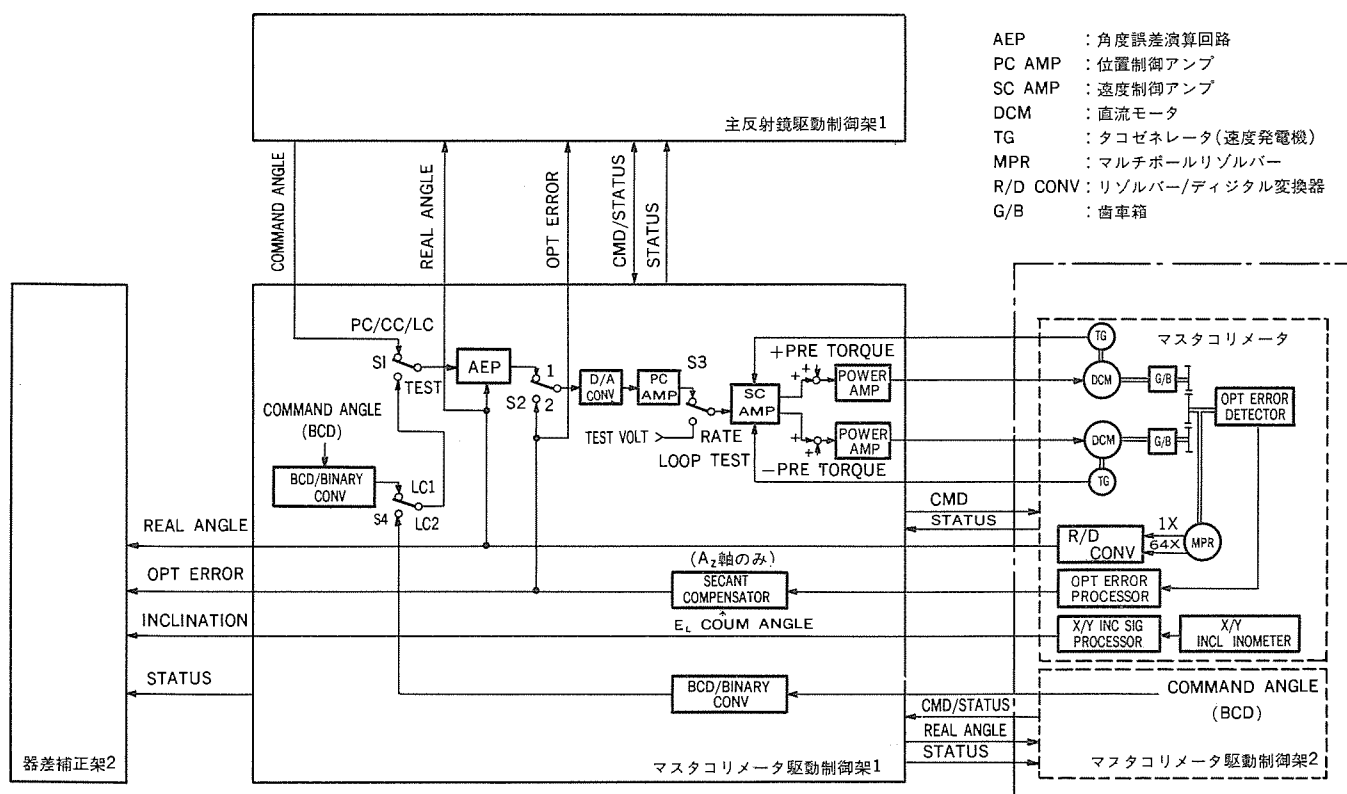 主反射鏡駆動制御架1
AEP : 角度誤差演算回路
PC AMP : 位置制御アンプ
SC AMP : 速度制御アンプ
DCM : 直流モータ
TG : タコゼネレータ(速度発電機)
MPR : マルチポールリゾルバー
R/D CONV : リゾルバー/ディジタル変換器
G/B : 歯車箱
COMMAND ANGLE
REAL ANGLE
OPT ERROR
CMD/STATUS
STATUS
PC/CC/LC
S1
TEST
AEP
1
S2
2
D/A
CONV
PC
AMP
S3
TEST VOLT
RATE
LOOP TEST
SC
AMP
+PRE TORQUE
+
+
POWER
AMP
+
+
POWER
AMP
−PRE TORQUE
COMMAND ANGLE
(BCD)
BCD/BINARY
CONV
LC1
S4
LC2
マスタコリメータ
TG
DCM
G/B
OPT ERROR
DETECTOR
DCM
G/B
TG
CMD
STATUS
REAL ANGLE
R/D
CONV
1X
64X
MPR
OPT ERROR
(AZ軸のみ)
SECANT
COMPENSATOR
EL COUM ANGLE
OPT ERROR
PROCESSOR
INCLINATION
X/Y INC SIG
PROCESSOR
X/Y
INCL INOMETER
STATUS
BCD/BINARY
CONV
COMMAND ANGLE
(BCD)
CMD/STATUS
REAL ANGLE
STATUS
器差補正架2
マスタコリメータ駆動制御架1
マスタコリメータ駆動制御架2